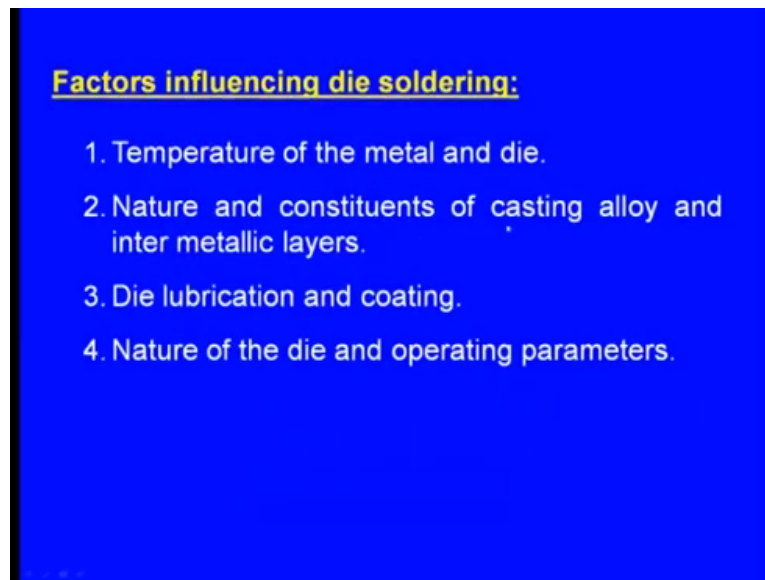 Factors influencing die soldering:
1. Temperature of the metal and die.
2. Nature and constituents of casting alloy and
inter metallic layers.
3. Die lubrication and coating.
4. Nature of the die and operating parameters.